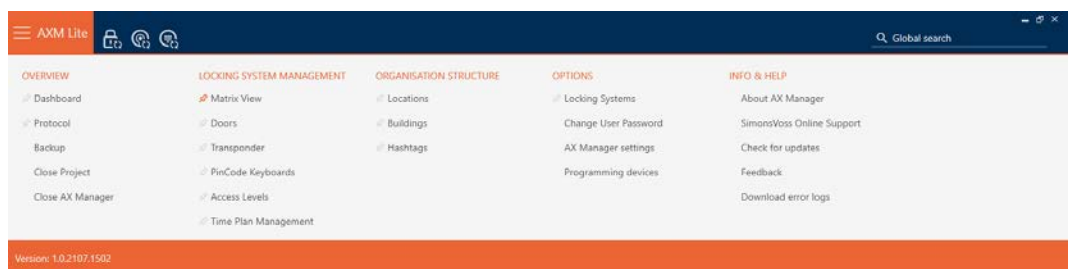 AXM Lite
Global search
OVERVIEW
Dashboard
Protocol
Backup
Close Project
Close AX Manager
LOCKING SYSTEM MANAGEMENT
Matrix View
Doors
Transponder
PinCode Keyboards
Access Levels
Time Plan Management
ORGANISATION STRUCTURE
Locations
Buildings
Hashtags
OPTIONS
Locking Systems
Change User Password
AX Manager settings
Programming devices
INFO & HELP
About AX Manager
SimonsVoss Online Support
Check for updates
Feedback
Download error logs
Version: 1.0.2107.1502